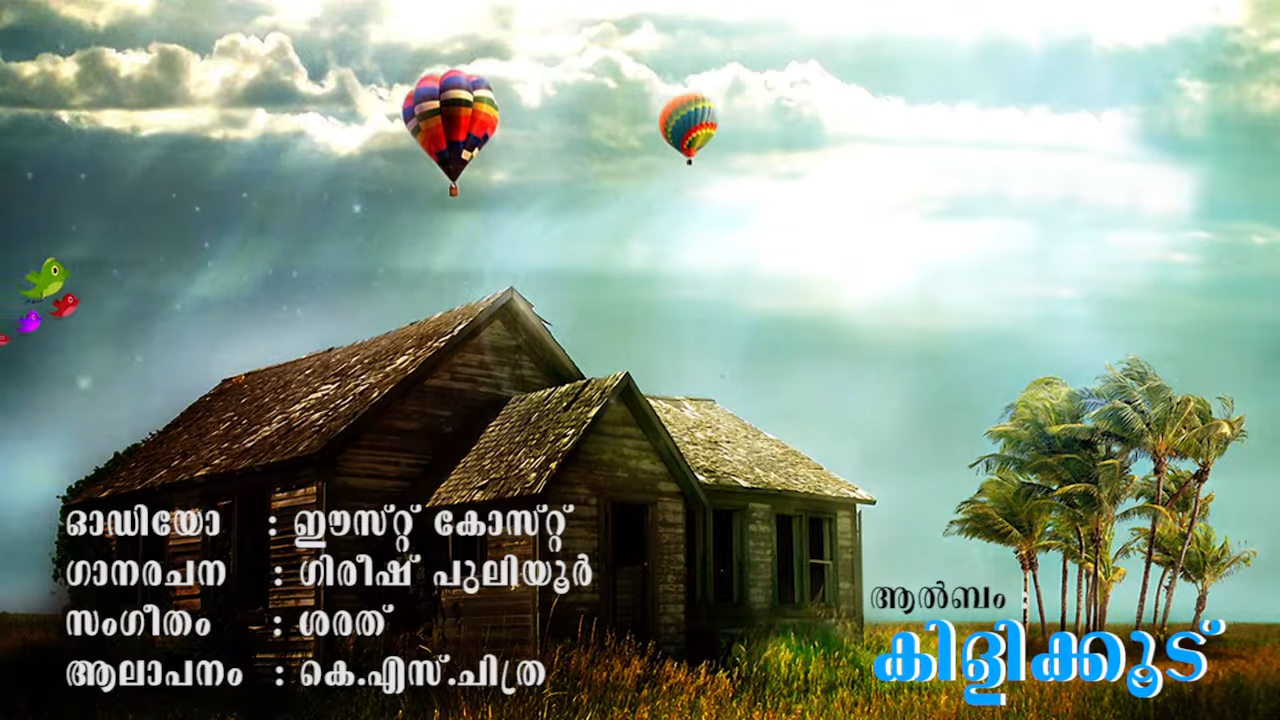 ഓഡിയോ : ഈസ്റ്റ് കോസ്റ്റ്
ഗാനരചന : ഗിരീഷ് പുലിയൂർ
സംഗീതം : ശരത്
ആലാപനം : കെ.എസ്.ചിത്ര
ആൽബം :
കിളിക്കൂട്